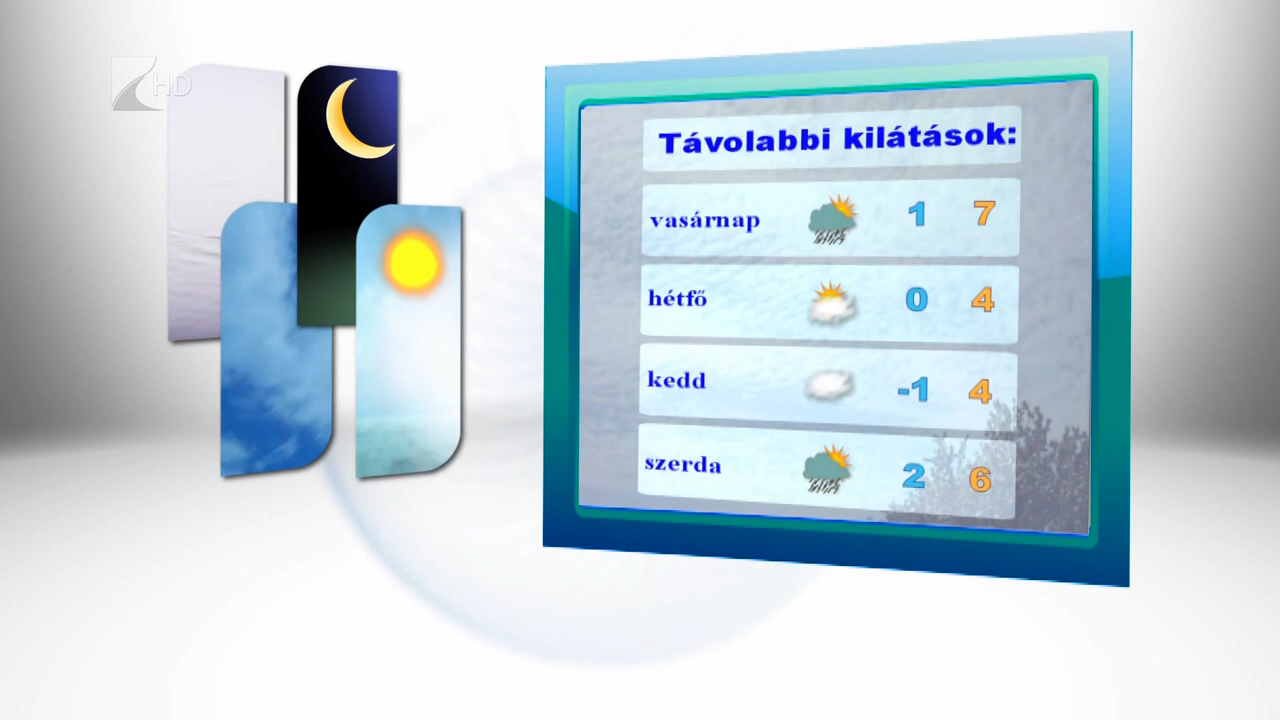 HD
Távolabbi kilátások:
vasárnap 1 7
hétfő 0 4
kedd -1 4
szerda 2 6